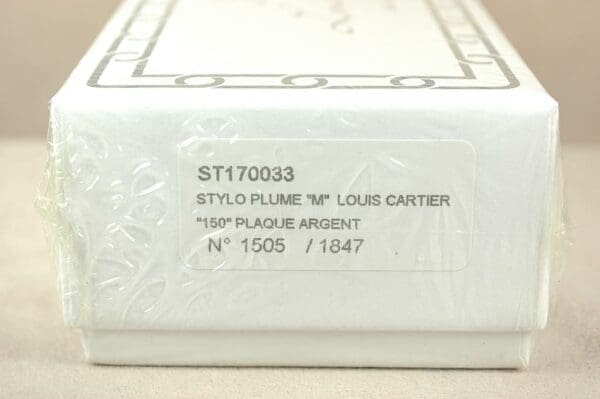 ST170033
STYLO PLUME "M" LOUIS CARTIER
"150" PLAQUE ARGENT
N° 1505 / 1847